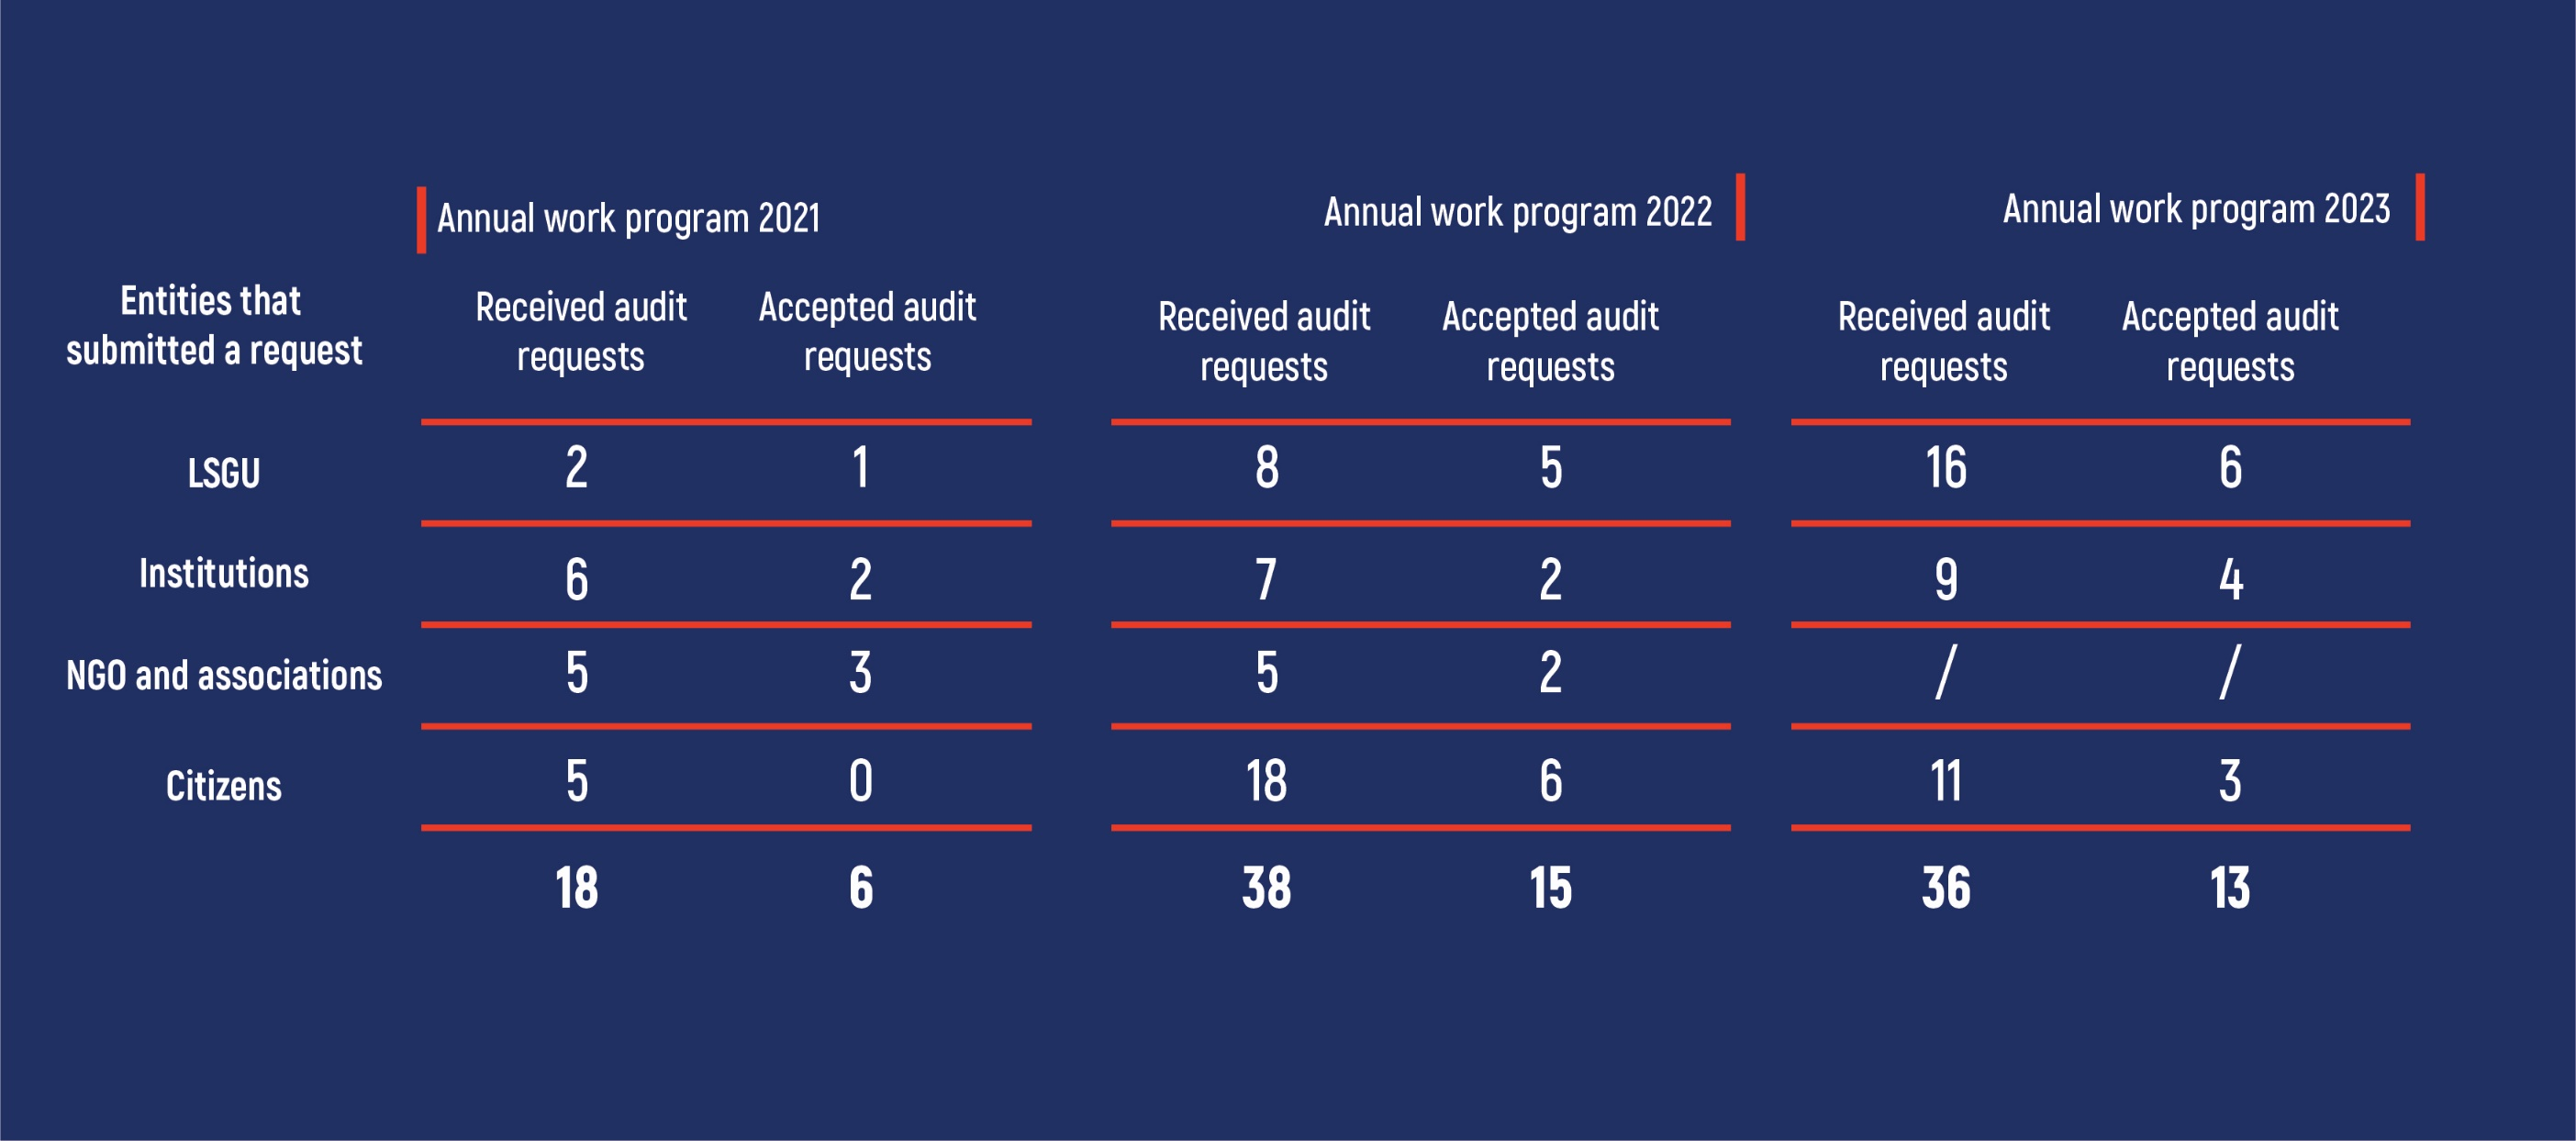 Annual work program 2021
Annual work program 2022
Annual work program 2023
Entities that
submitted a request
Received audit
requests
Accepted audit
requests
Received audit
requests
Accepted audit
requests
Received audit
requests
Accepted audit
requests
LSGU 2 1 8 5 16 6
Institutions 6 2 7 2 9 4
NGO and associations 5 3 5 2 / /
Citizens 5 0 18 6 11 3
18 6 38 15 36 13